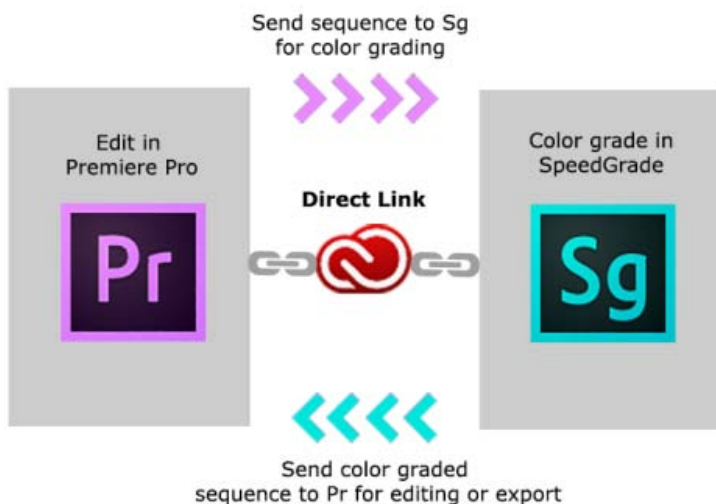 Send sequence to Sg
for color grading
Edit in
Premiere Pro
Pr
Direct Link
Color grade in
SpeedGrade
Sg
Send color graded
sequence to Pr for editing or export